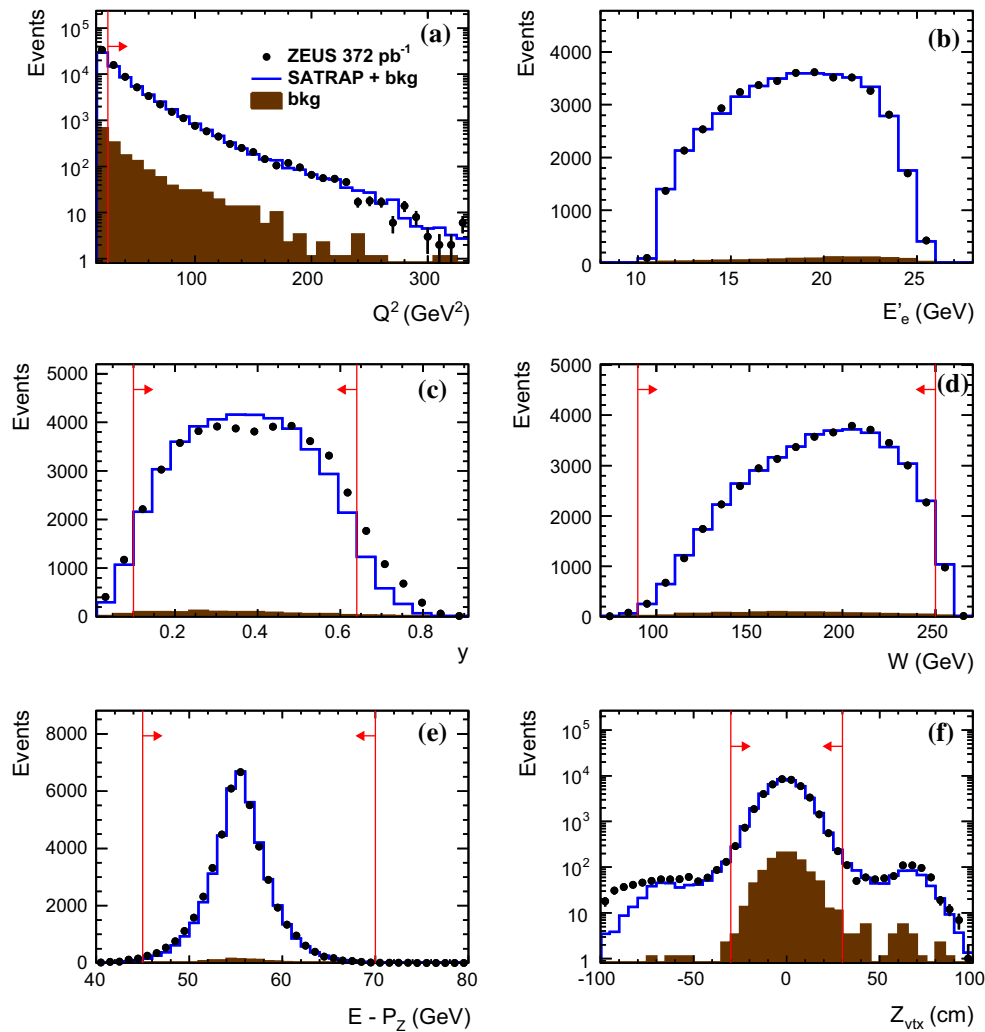 Events
10^5
10^4
10^3
10^2
10
1
(a)
ZEUS 372 pb^-1
SATRAP + bkg
bkg
100 200 300
Q^2 (GeV^2)
Events
4000
3000
2000
1000
0
(b)
10 15 20 25
E'_e (GeV)
Events
5000
4000
3000
2000
1000
0
(c)
0.2 0.4 0.6 0.8
y
Events
5000
4000
3000
2000
1000
0
(d)
100 150 200 250
W (GeV)
Events
8000
6000
4000
2000
0
(e)
40 50 60 70 80
E - P_Z (GeV)
Events
10^5
10^4
10^3
10^2
10
1
(f)
-100 -50 0 50 100
Z_vtx (cm)